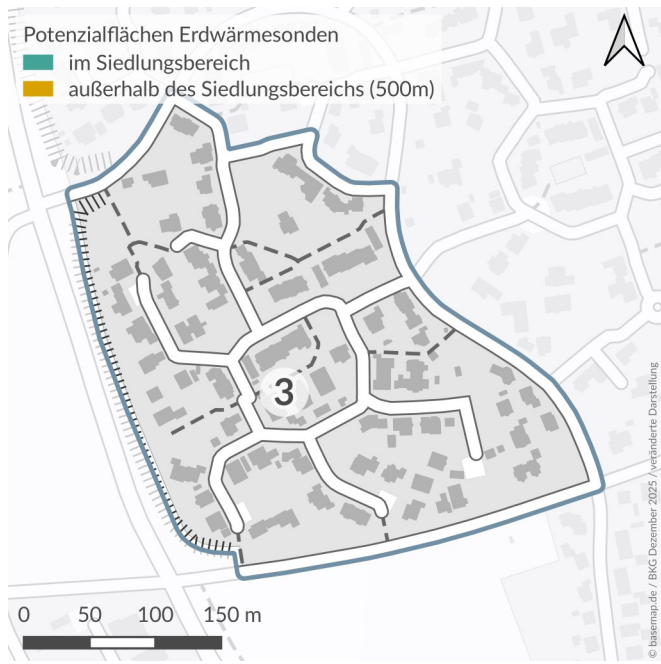 Potenzialflächen Erdwärmesonden
im Siedlungsbereich
außerhalb des Siedlungsbereichs (500m)
3
0 50 100 150 m
© basemap.de / BKG Dezember 2025 / veränderte Darstellung